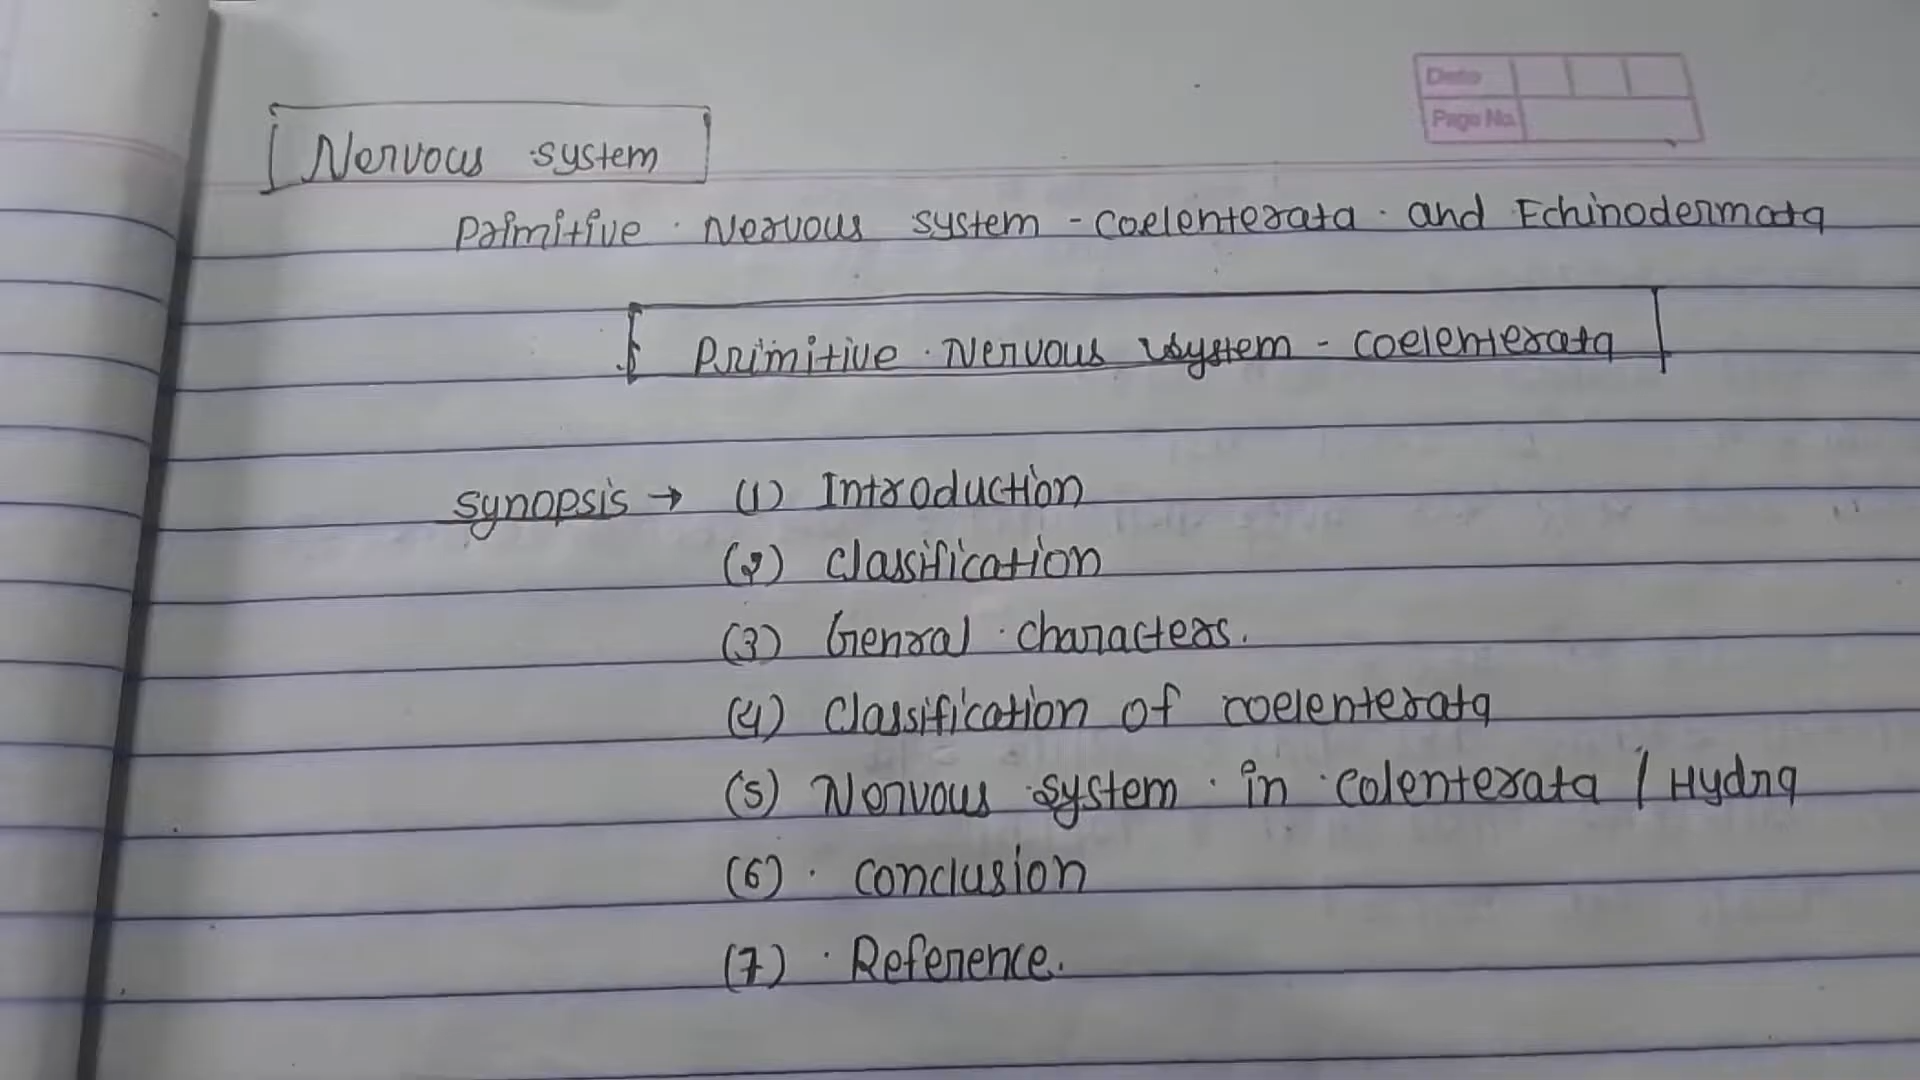 Date
Page No.
Nervous system
Primitive Nervous system - coelenterata and Echinodermata
Primitive Nervous system - coelenterata
synopsis → (1) Introduction
(2) classification
(3) Genral characters.
(4) classification of coelenterata
(5) Nervous system in colenterata / Hydra
(6) conclusion
(7) Reference.